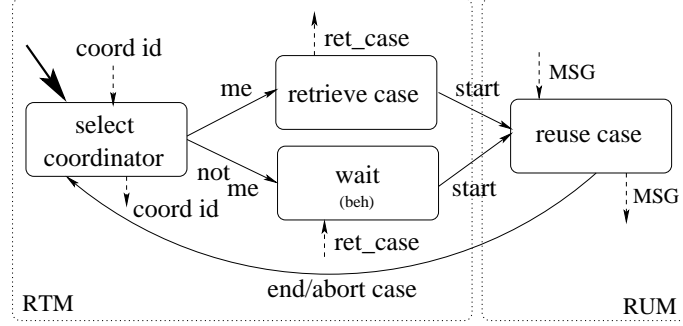 coord id
ret_case
me
retrieve case
start
MSG
select
coordinator
reuse case
not
me
wait
(beh)
start
coord id
MSG
ret_case
end/abort case
RTM
RUM